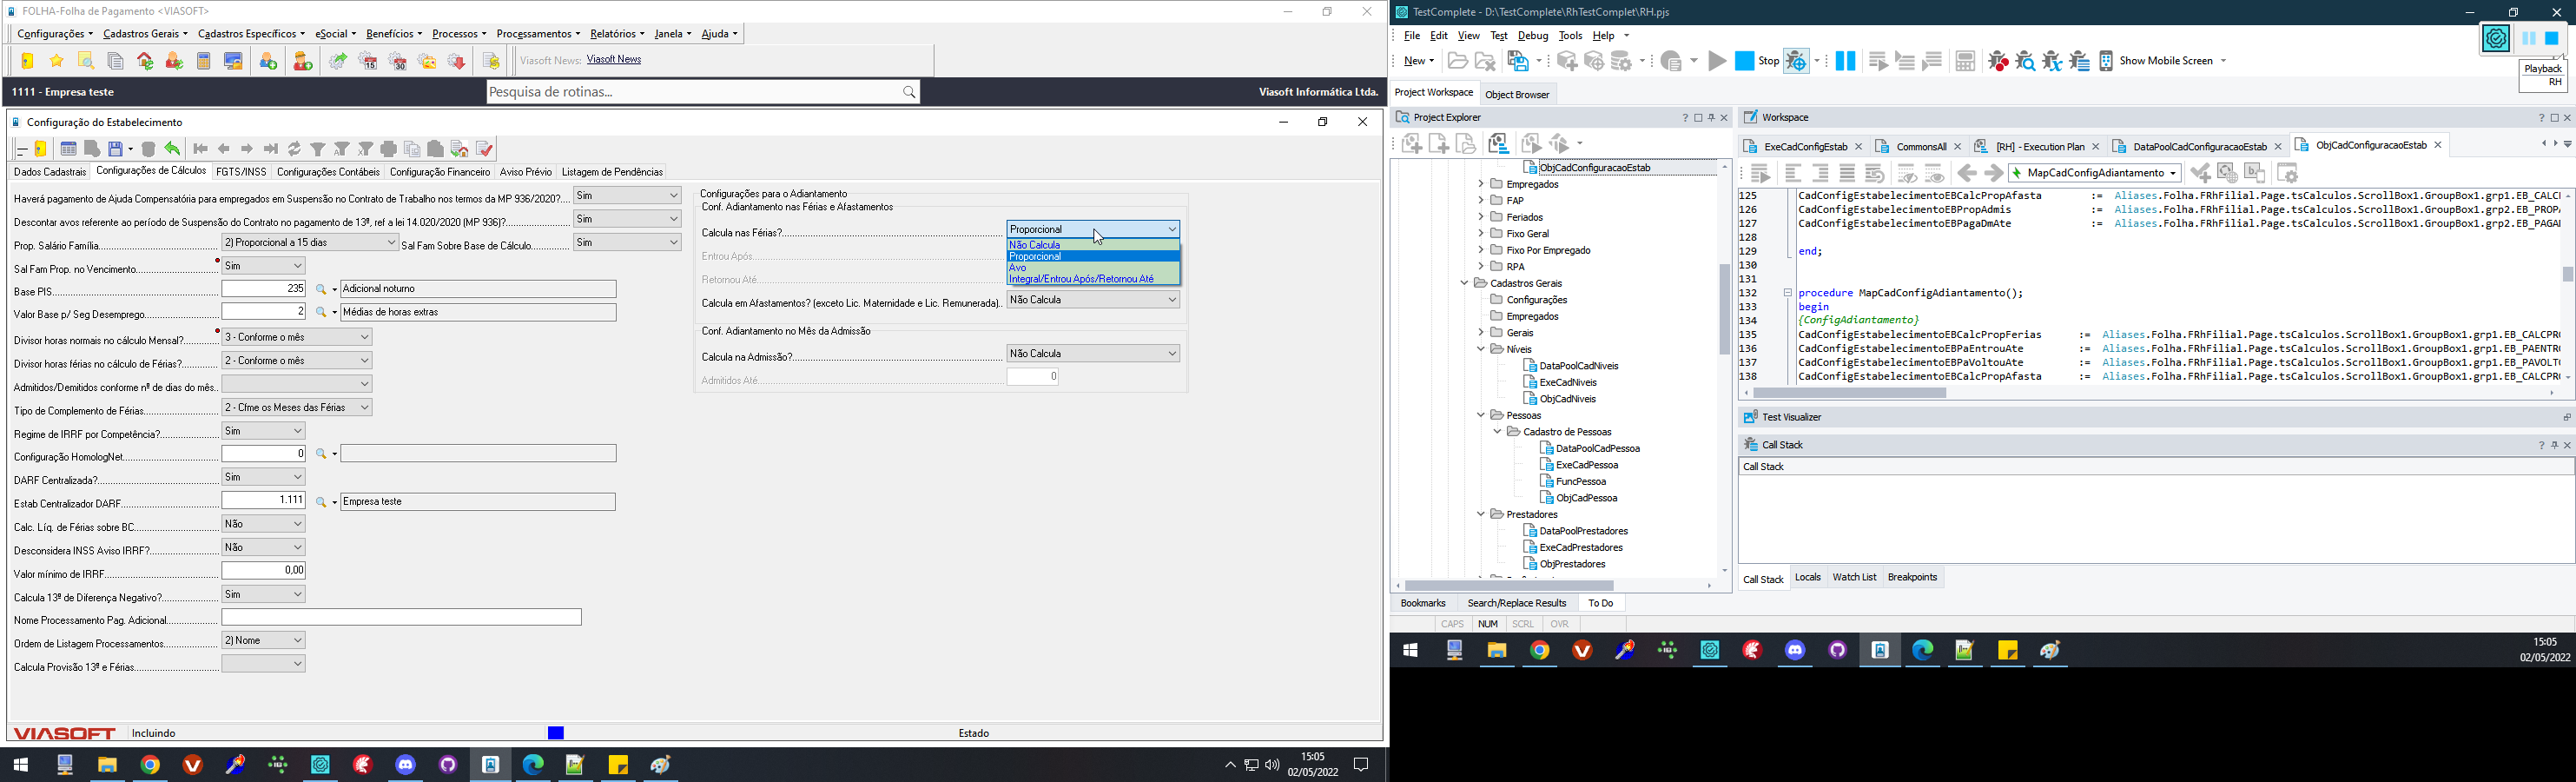 FOLHA-Folha de Pagamento <VIASOFT>
Configurações Cadastros Gerais Cadastros Específicos eSocial Benefícios Processos Processamentos Relatórios Janela Ajuda
Viasoft News: Viasoft News
1111 - Empresa teste
Pesquisa de rotinas...
Viasoft Informática Ltda.
Configuração do Estabelecimento
Dados Cadastrais Configurações de Cálculos FGTS/INSS Configurações Contábeis Configuração Financeiro Aviso Prévio Listagem de Pendências
Haverá pagamento de Ajuda Compensatória para empregados em Suspensão no Contrato de Trabalho nos termos da MP 936/2020?.... Sim
Descontar avos referente ao período de Suspensão do Contrato no pagamento de 13º, ref a lei 14.020/2020 (MP 936)? Sim
Prop. Salário Família 2) Proporcional a 15 dias Sal Fam Sobre Base de Cálculo Sim
Sal Fam Prop. no Vencimento Sim
Base PIS 235 Adicional noturno
Valor Base p/ Seg Desemprego 2 Médias de horas extras
Divisor horas normais no cálculo Mensal? 3 - Conforme o mês
Divisor horas férias no cálculo de Férias? 2 - Conforme o mês
Admitidos/Demitidos conforme nº de dias do mês..
Tipo de Complemento de Férias 2 - Cfme os Meses das Férias
Regime de IRRF por Competência? Sim
Configuração HomologNet 0
DARF Centralizada? Sim
Estab Centralizador DARF 1.111 Empresa teste
Calc. Líq. de Férias sobre BC Não
Desconsidera INSS Aviso IRRF? Não
Valor mínimo de IRRF 0,00
Calcula 13º de Diferença Negativo? Sim
Nome Processamento Pag. Adicional
Ordem de Listagem Processamentos 2) Nome
Calcula Provisão 13º e Férias
Configurações para o Adiantamento
Conf. Adiantamento nas Férias e Afastamentos
Calcula nas Férias? Proporcional
Não Calcula
Proporcional
Avo
Integral/Entrou Após/Retornou Até
Entrou Após
Retornou Até
Calcula em Afastamentos? (exceto Lic. Maternidade e Lic. Remunerada).. Não Calcula
Conf. Adiantamento no Mês da Admissão
Calcula na Admissão? Não Calcula
Admitidos Até 0
VIASOFT Incluindo Estado
15:05
02/05/2022
TestComplete - D:\TestComplete\RhTestComplet\RH.pjs
File Edit View Test Debug Tools Help
New Stop Show Mobile Screen
Playback
RH
Project Workspace Object Browser
Project Explorer
ObjCadConfiguracaoEstab
Empregados
FAP
Feriados
Fixo Geral
Fixo Por Empregado
RPA
Cadastros Gerais
Configurações
Empregados
Gerais
Níveis
DataPoolCadNiveis
ExeCadNiveis
ObjCadNiveis
Pessoas
Cadastro de Pessoas
DataPoolCadPessoa
ExeCadPessoa
FuncPessoa
ObjCadPessoa
Prestadores
DataPoolPrestadores
ExeCadPrestadores
ObjPrestadores
Bookmarks Search/Replace Results To Do
CAPS NUM SCRL OVR
Workspace
ExeCadConfigEstab CommonsAll [RH] - Execution Plan DataPoolCadConfiguracaoEstab ObjCadConfiguracaoEstab
MapCadConfigAdiantamento
125 CadConfigEstabelecimentoEBCalcPropAfasta := Aliases.Folha.FRhFilial.Page.tsCalculos.ScrollBox1.GroupBox1.grp1.EB_CALCPR
126 CadConfigEstabelecimentoEBPropAdmis := Aliases.Folha.FRhFilial.Page.tsCalculos.ScrollBox1.GroupBox1.grp2.EB_PROPA
127 CadConfigEstabelecimentoEBPagaDmAte := Aliases.Folha.FRhFilial.Page.tsCalculos.ScrollBox1.GroupBox1.grp2.EB_PAGAD
128
129 end;
130
131
132 procedure MapCadConfigAdiantamento();
133 begin
134 {ConfigAdiantamento}
135 CadConfigEstabelecimentoEBCalcPropFerias := Aliases.Folha.FRhFilial.Page.tsCalculos.ScrollBox1.GroupBox1.grp1.EB_CALCPR
136 CadConfigEstabelecimentoEBPaEntrouAte := Aliases.Folha.FRhFilial.Page.tsCalculos.ScrollBox1.GroupBox1.grp1.EB_PAENTR
137 CadConfigEstabelecimentoEBPaVoltouAte := Aliases.Folha.FRhFilial.Page.tsCalculos.ScrollBox1.GroupBox1.grp1.EB_PAVOLT
138 CadConfigEstabelecimentoEBCalcPropAfasta := Aliases.Folha.FRhFilial.Page.tsCalculos.ScrollBox1.GroupBox1.grp1.EB_CALCPR
Test Visualizer
Call Stack
Call Stack
Call Stack Locals Watch List Breakpoints
15:05
02/05/2022